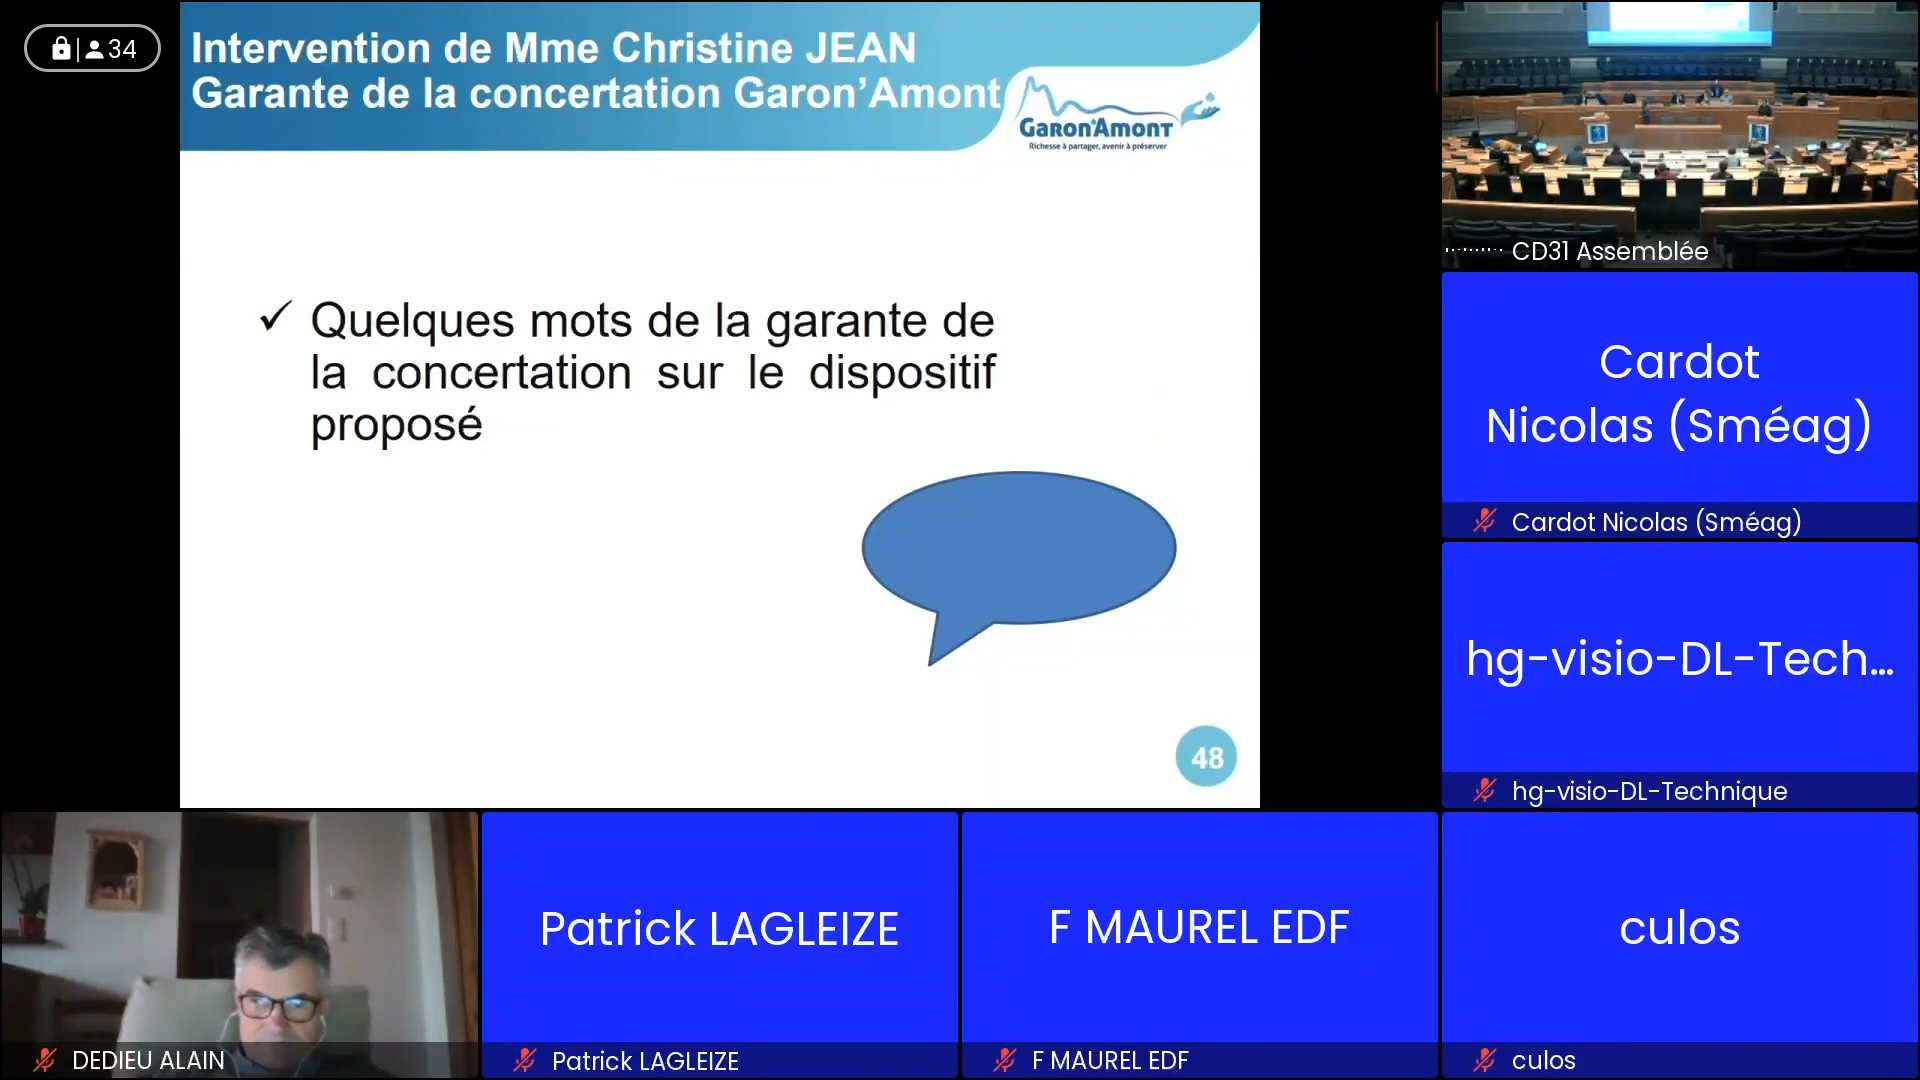 34
Intervention de Mme Christine JEAN
Garante de la concertation Garon’Amont
GARON'AMONT
Richesse à partager, avenir à préserver
✓ Quelques mots de la garante de
la concertation sur le dispositif
proposé
48
CD31 Assemblée
Cardot
Nicolas (Sméag)
Cardot Nicolas (Sméag)
hg-visio-DL-Tech...
hg-visio-DL-Technique
DEDIEU ALAIN
Patrick LAGLEIZE
Patrick LAGLEIZE
F MAUREL EDF
F MAUREL EDF
culos
culos